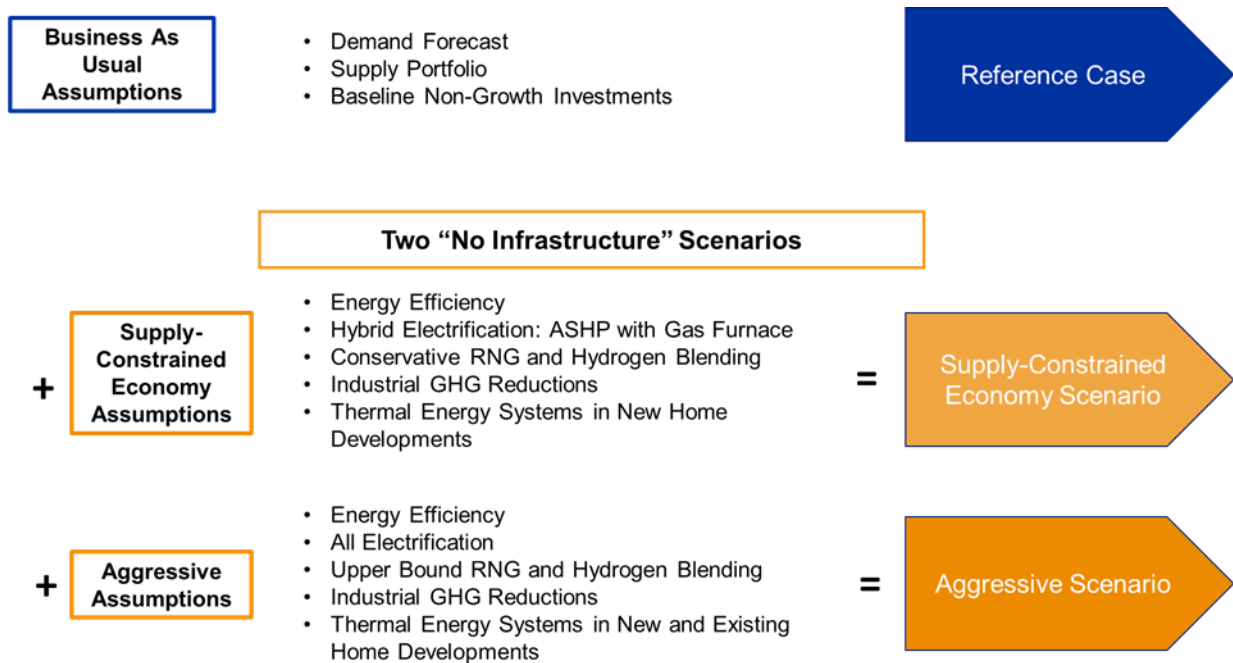 Business As
Usual
Assumptions
• Demand Forecast
• Supply Portfolio
• Baseline Non-Growth Investments
Reference Case
Two “No Infrastructure” Scenarios
+
Supply-
Constrained
Economy
Assumptions
• Energy Efficiency
• Hybrid Electrification: ASHP with Gas Furnace
• Conservative RNG and Hydrogen Blending
• Industrial GHG Reductions
• Thermal Energy Systems in New Home
Developments
=
Supply-Constrained
Economy Scenario
+
Aggressive
Assumptions
• Energy Efficiency
• All Electrification
• Upper Bound RNG and Hydrogen Blending
• Industrial GHG Reductions
• Thermal Energy Systems in New and Existing
Home Developments
=
Aggressive Scenario